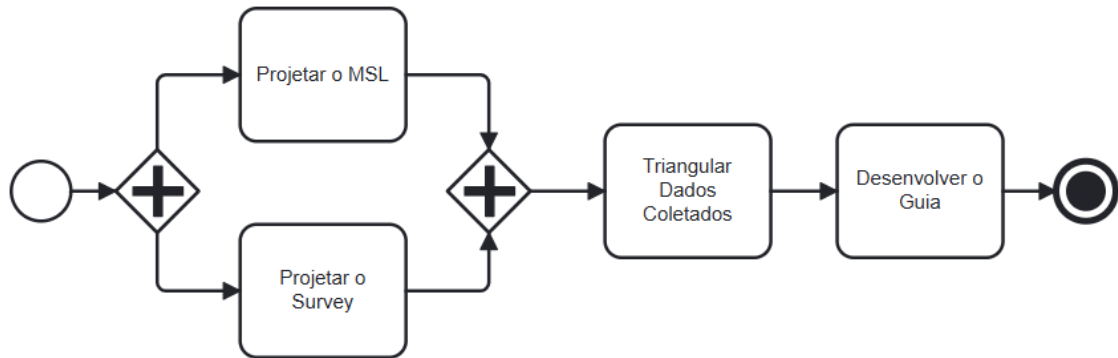 Projetar o MSL
Projetar o
Survey
Triangular
Dados
Coletados
Desenvolver o
Guia